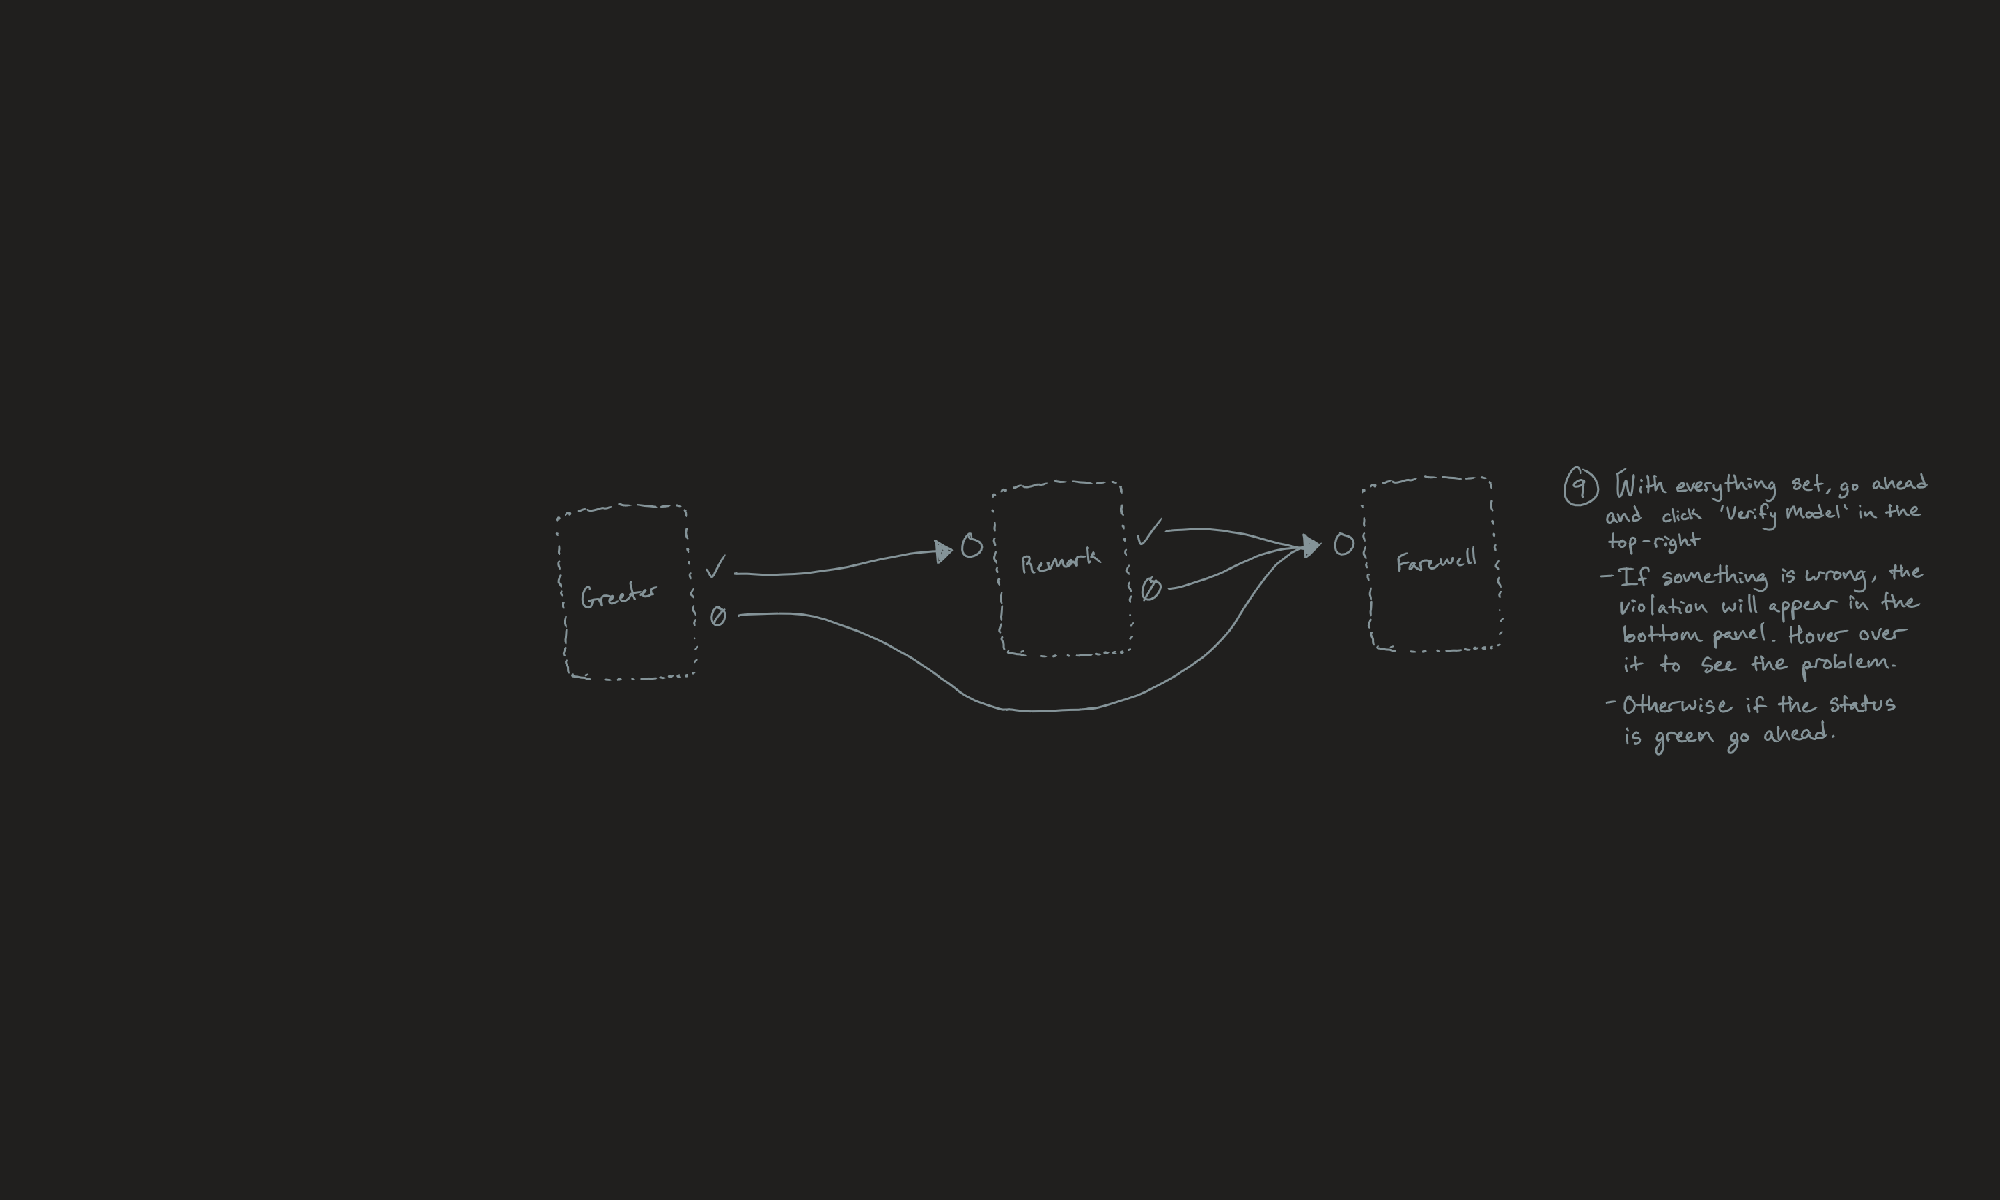 Greeter
Remark
Farewell
9 With everything set, go ahead
and click 'Verify Model' in the
top-right
- If something is wrong, the
violation will appear in the
bottom panel. Hover over
it to see the problem.
- Otherwise if the status
is green go ahead.